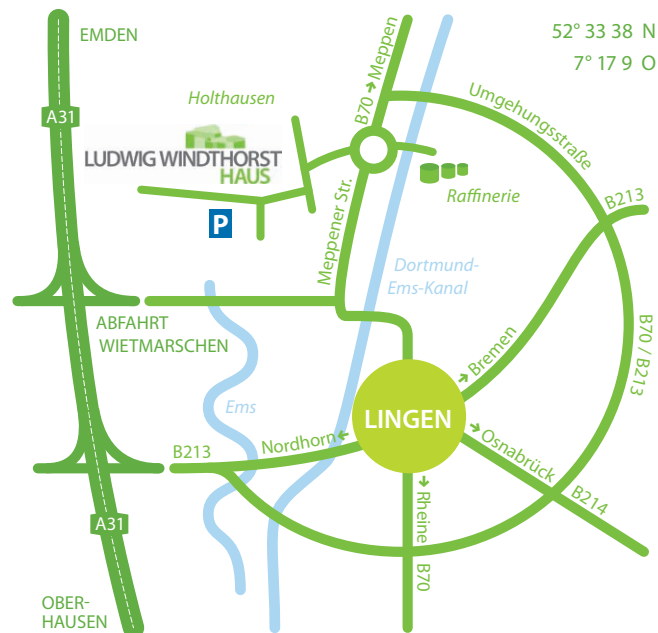 EMDEN
52° 33 38 N
7° 17 9 O
B70 → Meppen
Holthausen
Umgehungsstraße
A31
LUDWIG WINDTHORST
HAUS
Raffinerie
B213
P
Meppener Str.
Dortmund-
Ems-Kanal
ABFAHRT
WIETMARSCHEN
B70 / B213
→ Bremen
Ems
LINGEN
B213
Nordhorn ←
→ Osnabrück
B214
→ Rheine
B70
A31
OBER-
HAUSEN